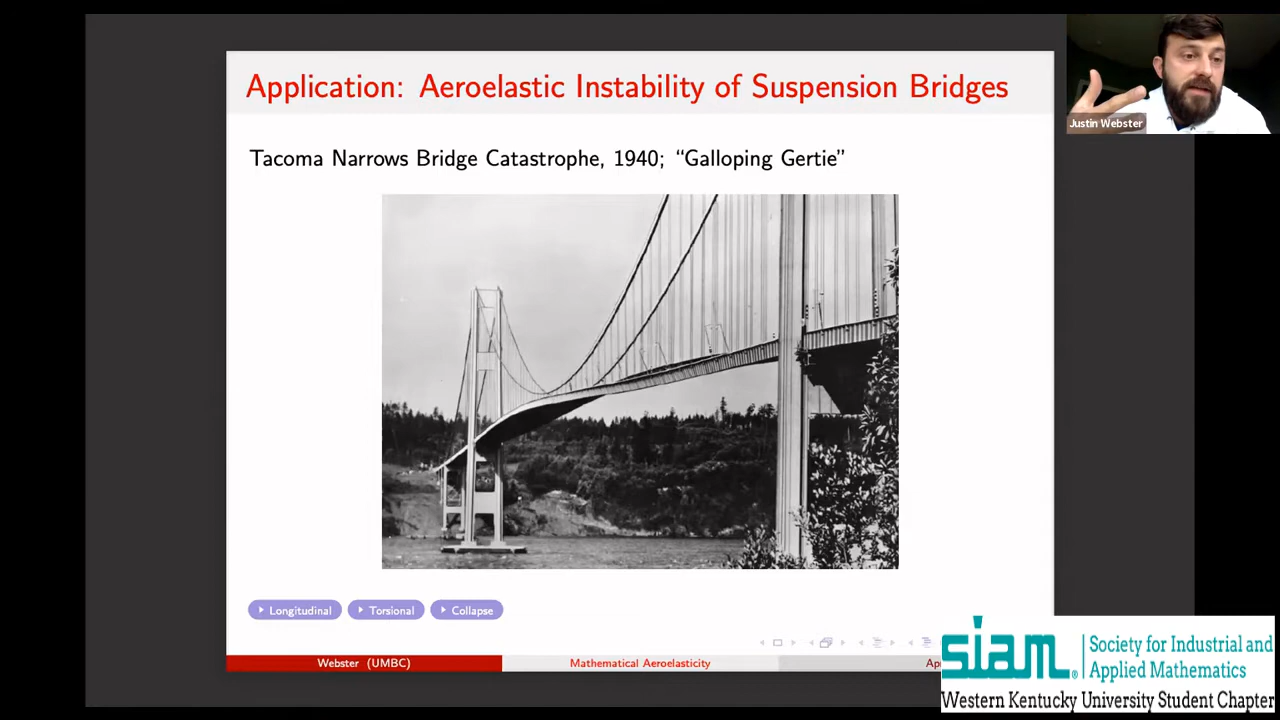 Application: Aeroelastic Instability of Suspension Bridges
Justin Webster
Tacoma Narrows Bridge Catastrophe, 1940; “Galloping Gertie”
Longitudinal
Torsional
Collapse
Webster (UMBC)
Mathematical Aeroelasticity
siam
Society for Industrial and
Applied Mathematics
Western Kentucky University Student Chapter